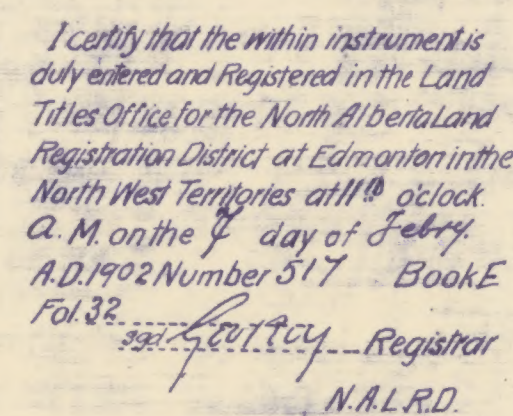 I certify that the within instrument is
duly entered and Registered in the Land
Titles Office for the North Alberta Land
Registration District at Edmonton in the
North West Territories at 11 o'clock.
A. M. on the 7 day of Febry.
A.D. 1902 Number 517 Book E
Fol. 32
sgd Registrar
N.A.L.R.D.